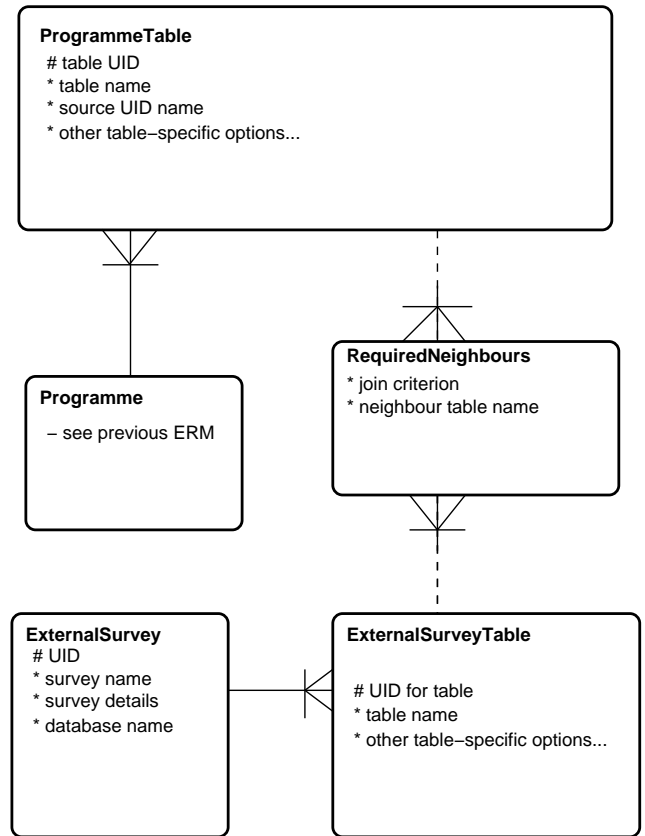 ProgrammeTable
# table UID
* table name
* source UID name
* other table−specific options...
RequiredNeighbours
* join criterion
* neighbour table name
Programme
− see previous ERM
ExternalSurvey
# UID
* survey name
* survey details
* database name
ExternalSurveyTable
# UID for table
* table name
* other table−specific options...